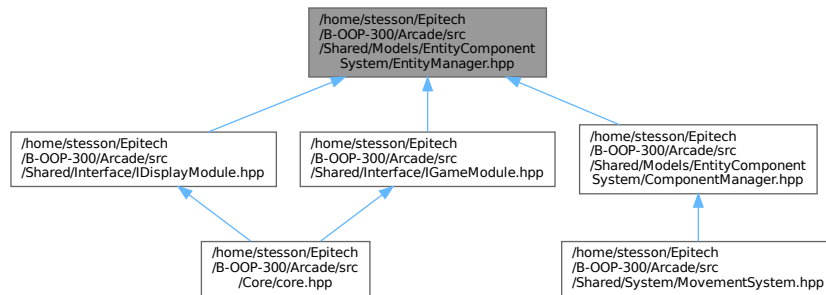 /home/stesson/Epitech
/B-OOP-300/Arcade/src
/Shared/Models/EntityComponent
System/EntityManager.hpp
/home/stesson/Epitech
/B-OOP-300/Arcade/src
/Shared/Interface/IDisplayModule.hpp
/home/stesson/Epitech
/B-OOP-300/Arcade/src
/Shared/Interface/IGameModule.hpp
/home/stesson/Epitech
/B-OOP-300/Arcade/src
/Shared/Models/EntityComponent
System/ComponentManager.hpp
/home/stesson/Epitech
/B-OOP-300/Arcade/src
/Core/core.hpp
/home/stesson/Epitech
/B-OOP-300/Arcade/src
/Shared/System/MovementSystem.hpp